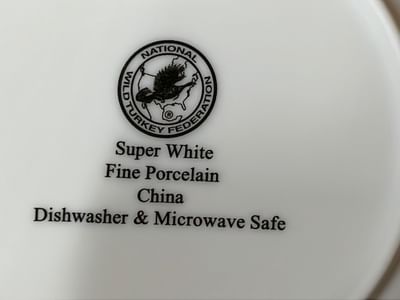 NATIONAL
WILD TURKEY FEDERATION
Super White
Fine Porcelain
China
Dishwasher & Microwave Safe